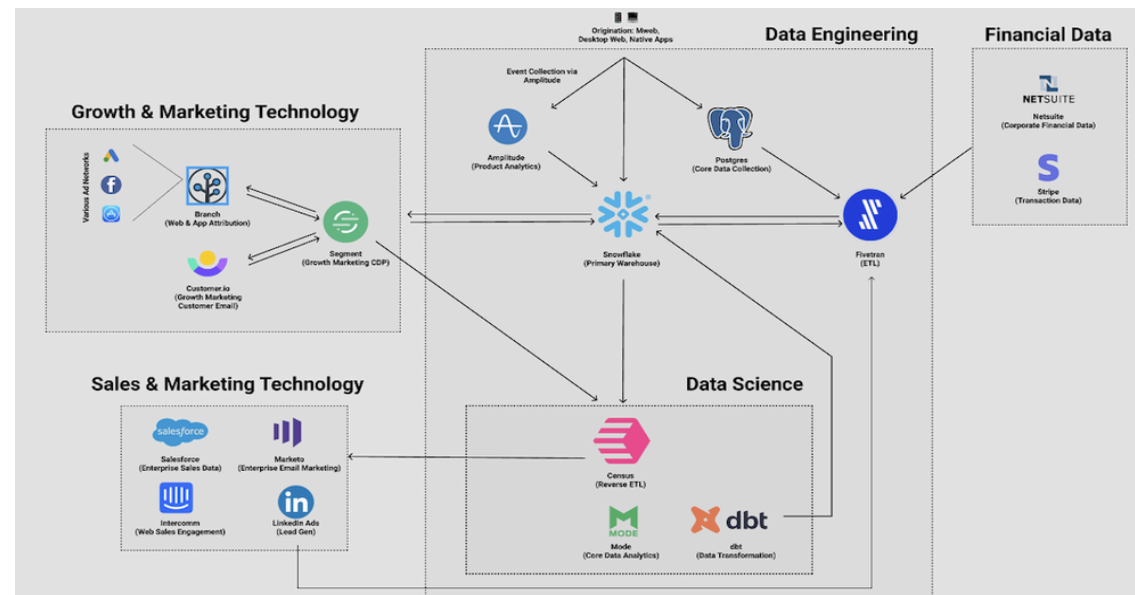 Origination: Mweb,
Desktop Web, Native Apps
Data Engineering
Financial Data
Event Collection via
Amplitude
Amplitude
(Product Analytics)
Postgres
(Core Data Collection)
NETSUITE
Netsuite
(Corporate Financial Data)
Stripe
(Transaction Data)
Growth & Marketing Technology
Various Ad Networks
Branch
(Web & App Attribution)
Segment
(Growth Marketing CDP)
Customer.io
(Growth Marketing
Customer Email)
Snowflake
(Primary Warehouse)
Fivetran
(ETL)
Sales & Marketing Technology
salesforce
Salesforce
(Enterprise Sales Data)
Marketo
(Enterprise Email Marketing)
Intercomm
(Web Sales Engagement)
in
LinkedIn Ads
(Lead Gen)
Data Science
Census
(Reverse ETL)
MODE
Mode
(Core Data Analytics)
dbt
dbt
(Data Transformation)